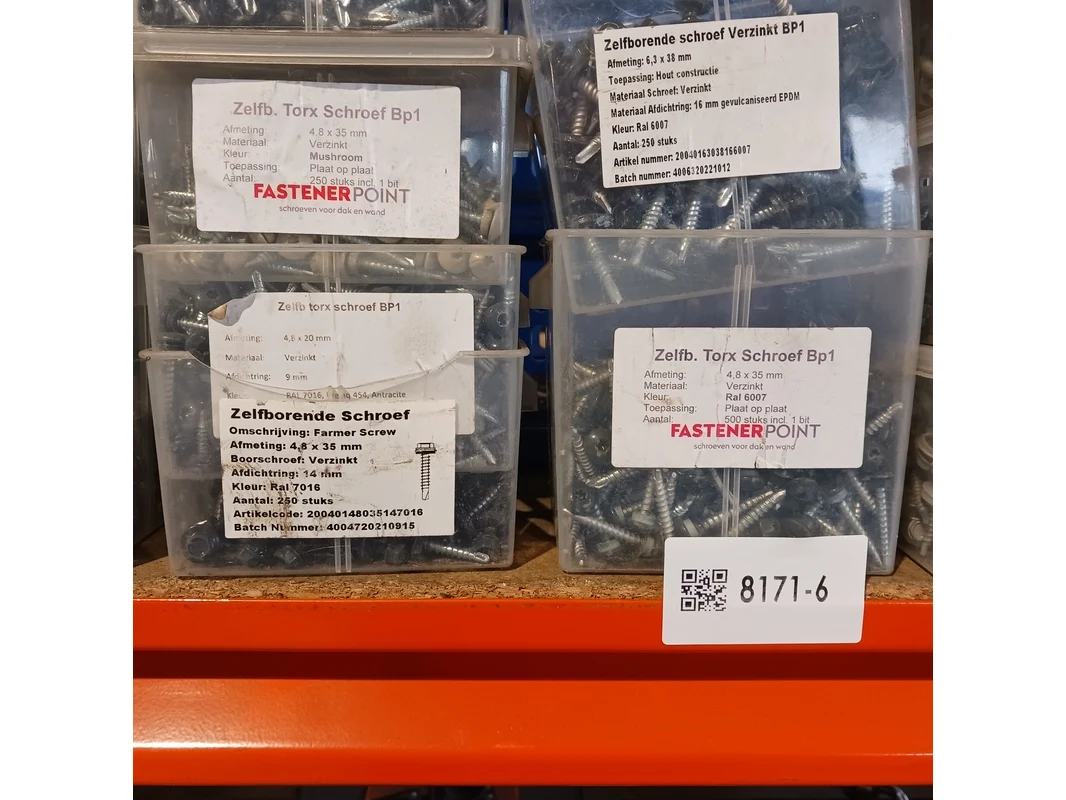 Zelfb. Torx Schroef Bp1
Afmeting: 4,8 x 35 mm
Materiaal: Verzinkt
Kleur: Mushroom
Toepassing: Plaat op plaat
Aantal: 250 stuks incl. 1 bit
FASTENERPOINT
schroeven voor dak en wand
Zelfb torx schroef BP1
Afmeting: 4,8 x 20 mm
Materiaal: Verzinkt
Afdichtring: 9 mm
RAL 7016, 454, Antracite
Zelfborende Schroef
Omschrijving: Farmer Screw
Afmeting: 4,8 x 35 mm
Boorschroef: Verzinkt
Afdichtring: 14 mm
Kleur: Ral 7016
Aantal: 250 stuks
Artikelcode: 20040148035147016
Batch Nummer: 4004720210915
Zelfborende schroef Verzinkt BP1
Afmeting: 6,3 x 38 mm
Toepassing: Hout constructie
Materiaal Schroef: Verzinkt
Materiaal Afdichtring: 16 mm gevulcaniseerd EPDM
Kleur: Ral 6007
Aantal: 250 stuks
Artikel nummer: 20040163038166007
Batch nummer: 4006320221012
Zelfb. Torx Schroef Bp1
Afmeting: 4,8 x 35 mm
Materiaal: Verzinkt
Kleur: Ral 6007
Toepassing: Plaat op plaat
Aantal: 500 stuks incl. 1 bit
FASTENERPOINT
schroeven voor dak en wand
8171-6